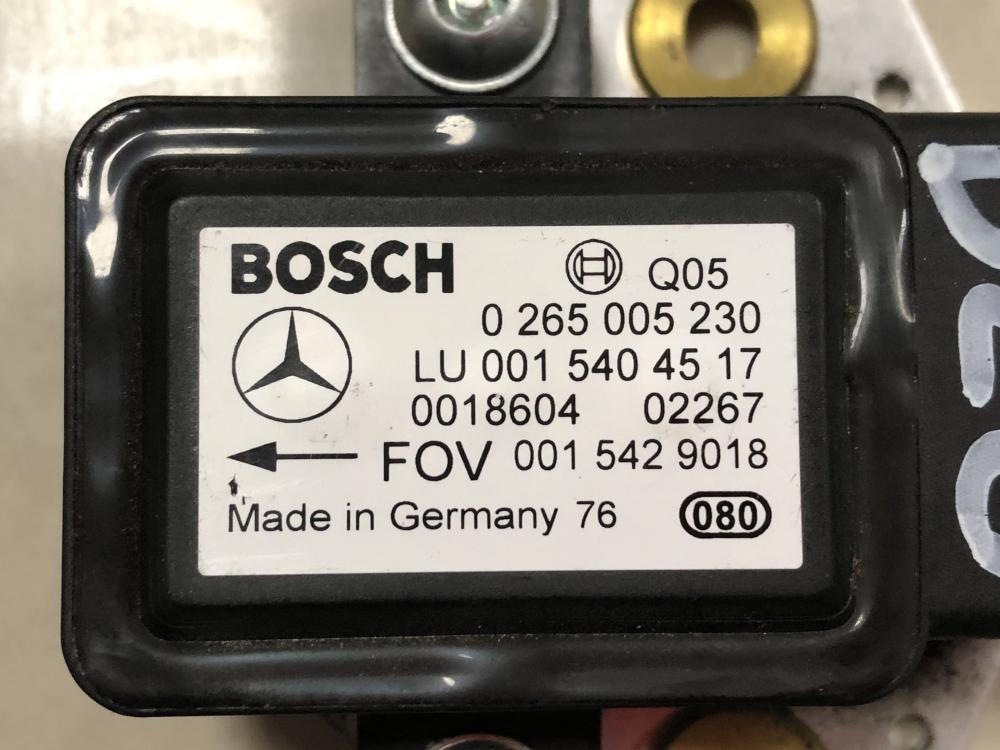 BOSCH Q05
0 265 005 230
LU 001 540 45 17
0018604 02267
FOV 001 542 9018
Made in Germany 76 080